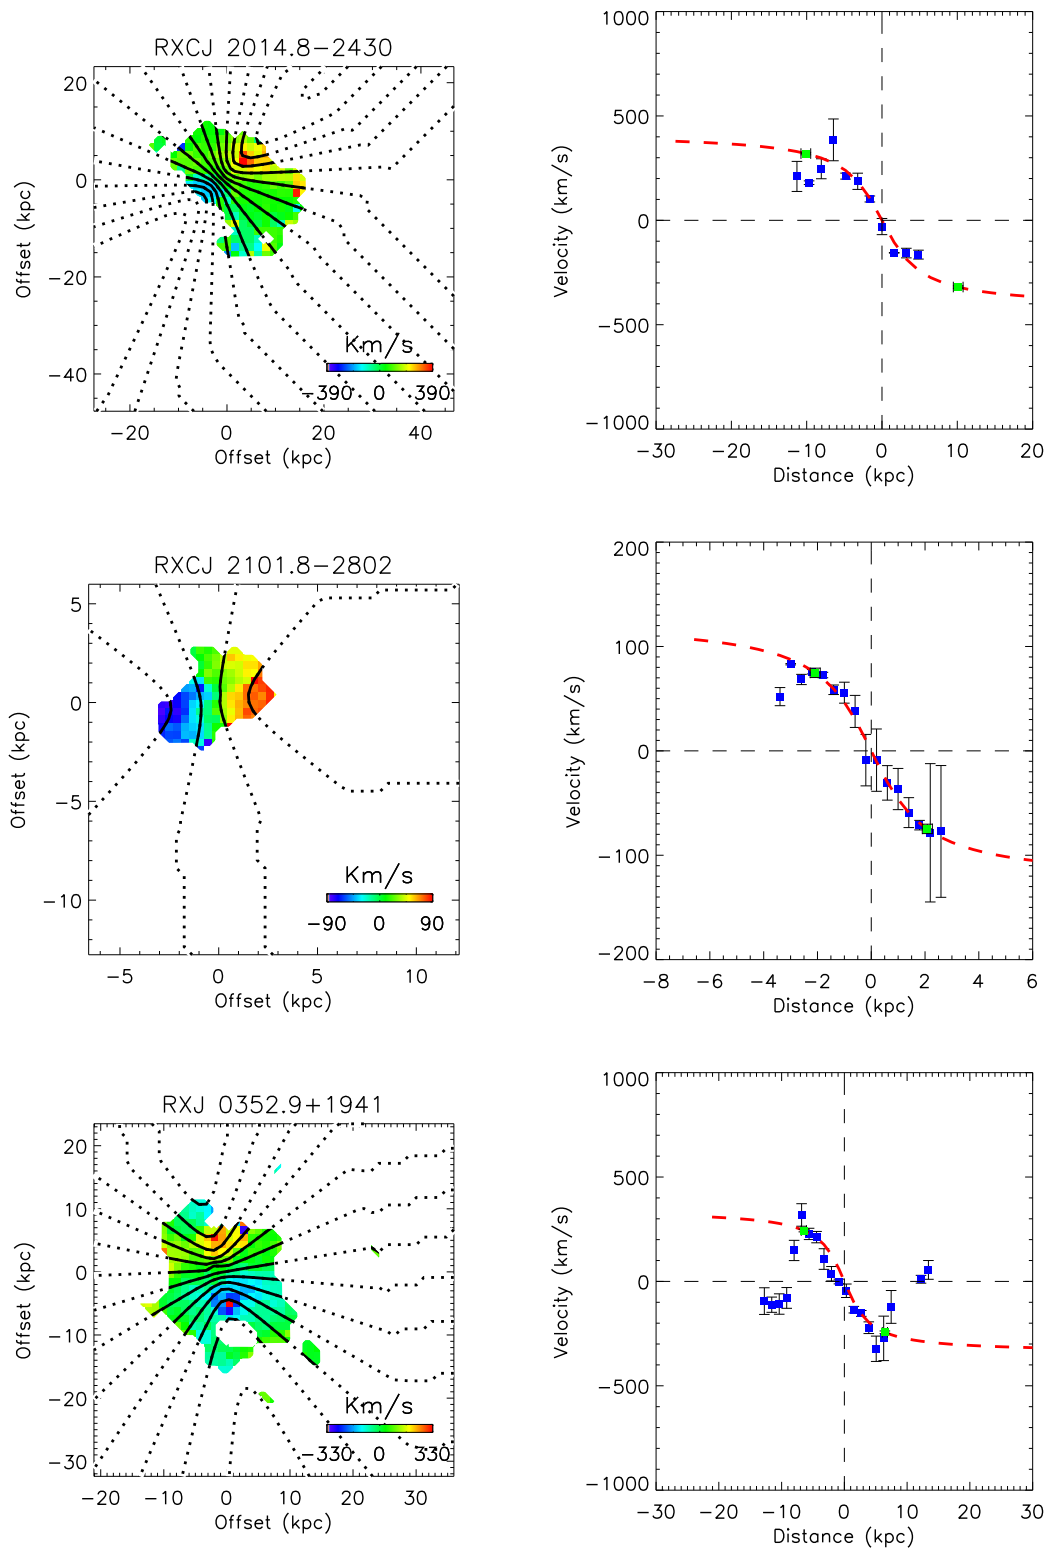 RXCJ 2014.8−2430
20
0
−20
−40
Offset (kpc)
Km/s
−390 0 390
−20 0 20 40
Offset (kpc)
1000
500
0
−500
−1000
Velocity (km/s)
−30 −20 −10 0 10 20
Distance (kpc)
RXCJ 2101.8−2802
5
0
−5
−10
Offset (kpc)
Km/s
−90 0 90
−5 0 5 10
Offset (kpc)
200
100
0
−100
−200
Velocity (km/s)
−8 −6 −4 −2 0 2 4 6
Distance (kpc)
RXJ 0352.9+1941
20
10
0
−10
−20
−30
Offset (kpc)
Km/s
−330 0 330
−20 −10 0 10 20 30
Offset (kpc)
1000
500
0
−500
−1000
Velocity (km/s)
−30 −20 −10 0 10 20 30
Distance (kpc)